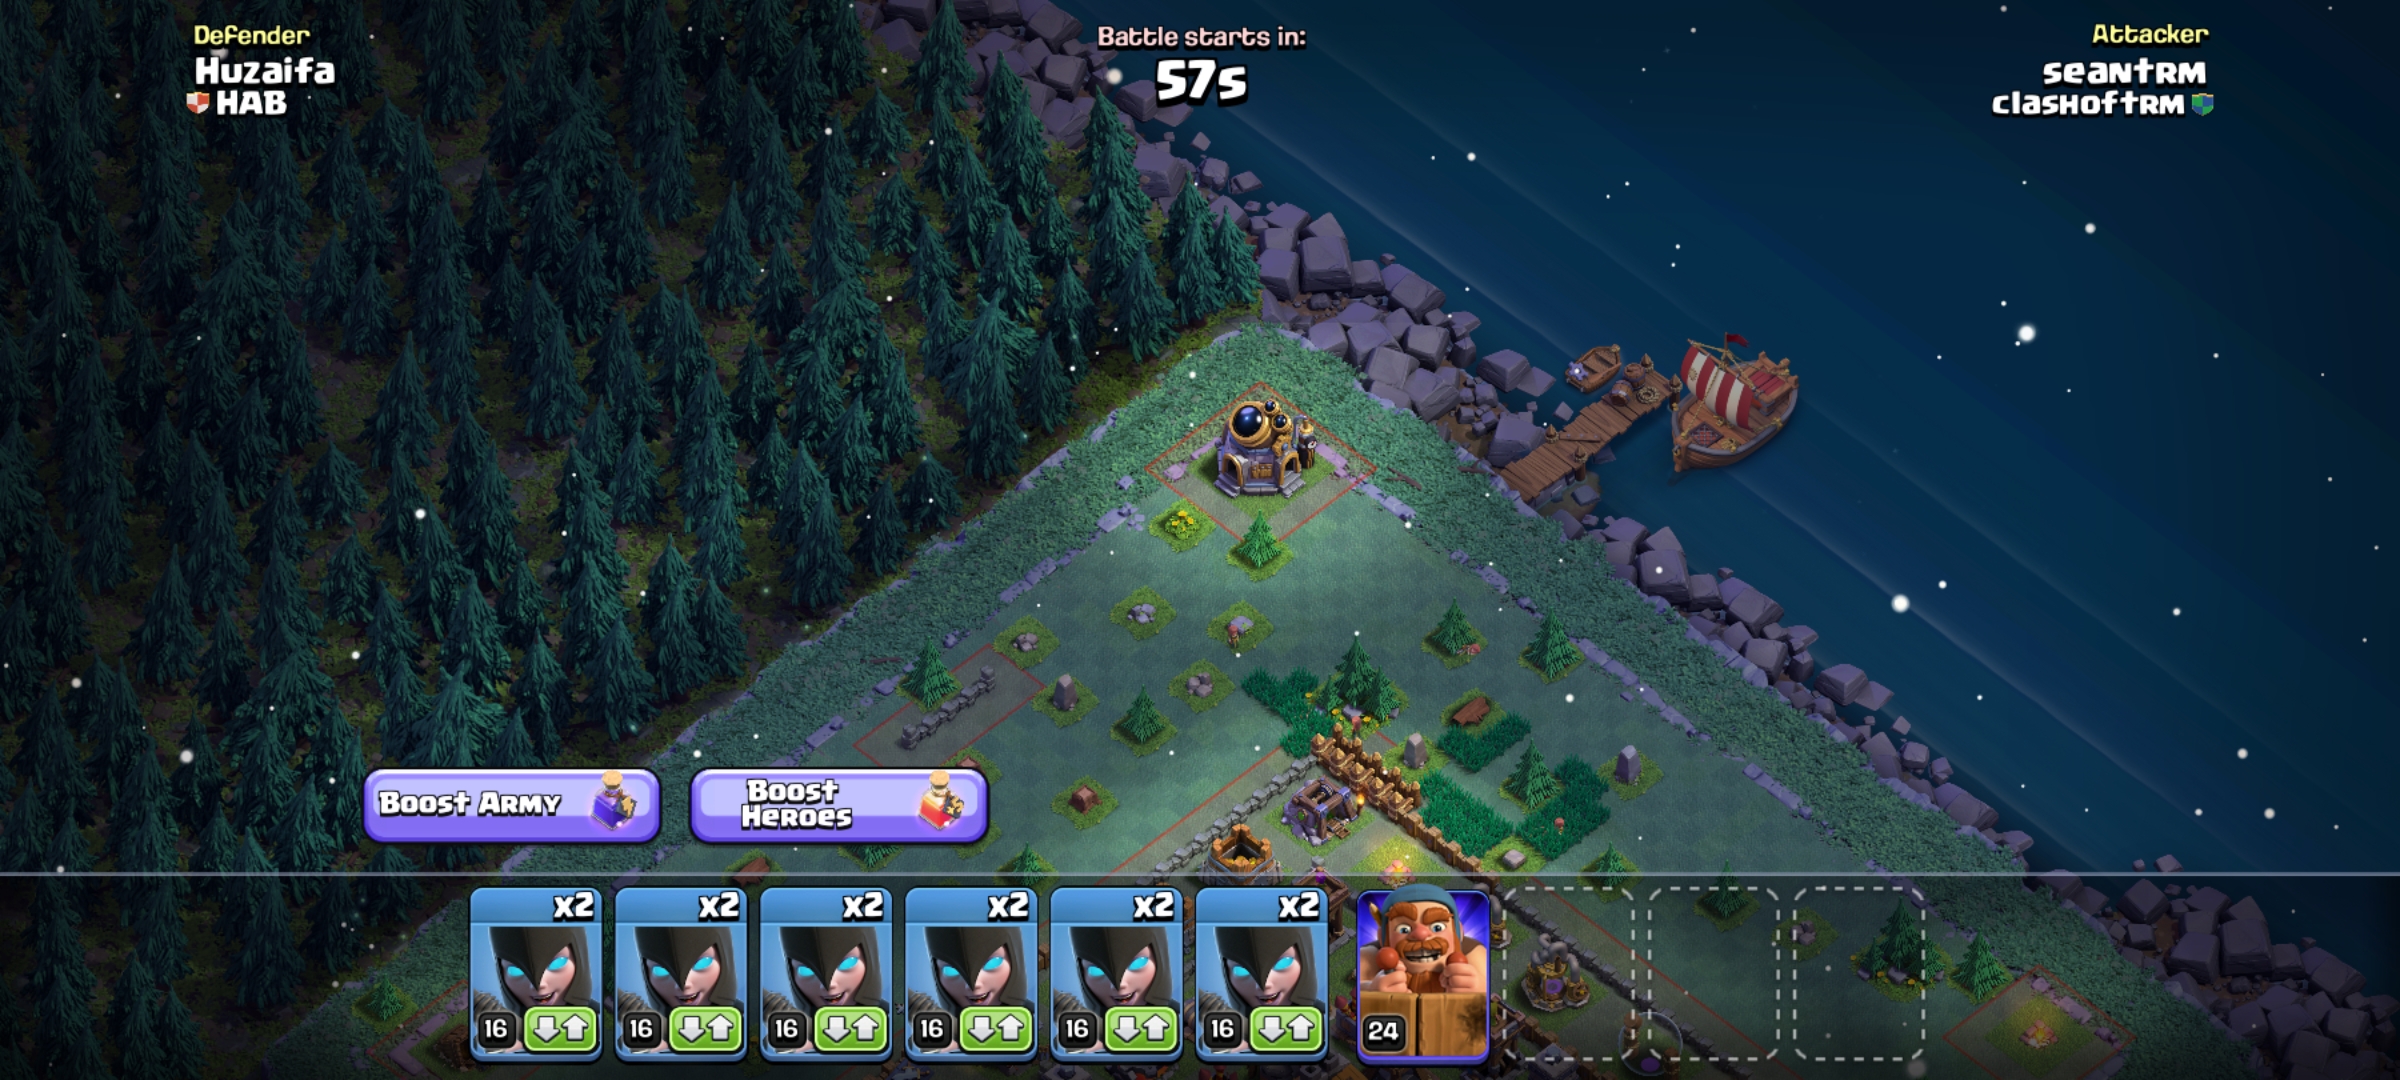 Defender
Huzaifa
HAB
Battle starts in:
57s
Attacker
seantRM
clashoftRM
Boost Army
Boost Heroes
x2
x2
x2
x2
x2
x2
16
16
16
16
16
16
24